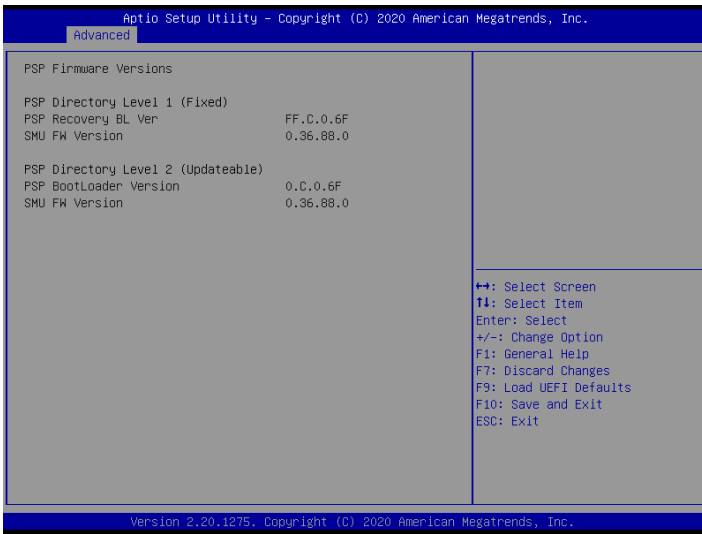 Aptio Setup Utility – Copyright (C) 2020 American Megatrends, Inc.
Advanced
PSP Firmware Versions
PSP Directory Level 1 (Fixed)
PSP Recovery BL Ver FF.C.0.6F
SMU FW Version 0.36.88.0
PSP Directory Level 2 (Updateable)
PSP BootLoader Version 0.C.0.6F
SMU FW Version 0.36.88.0
↔: Select Screen
↑↓: Select Item
Enter: Select
+/-: Change Option
F1: General Help
F7: Discard Changes
F9: Load UEFI Defaults
F10: Save and Exit
ESC: Exit
Version 2.20.1275. Copyright (C) 2020 American Megatrends, Inc.